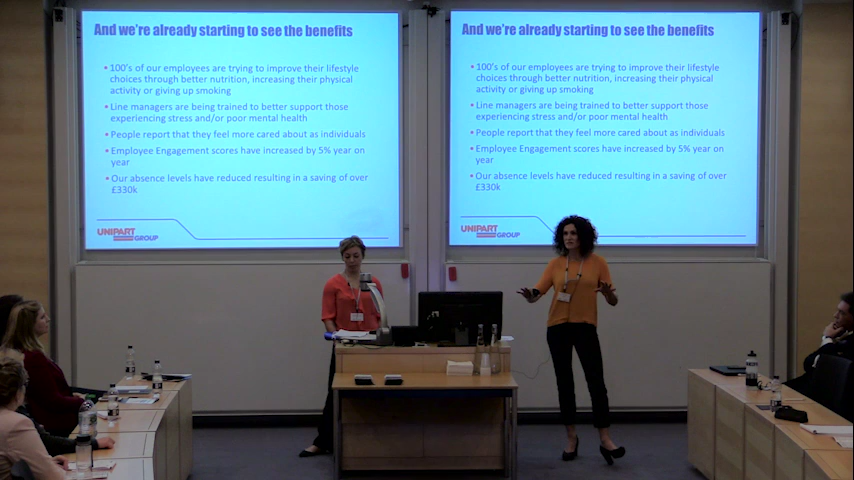 And we're already starting to see the benefits
• 100's of our employees are trying to improve their lifestyle
choices through better nutrition, increasing their physical
activity or giving up smoking
• Line managers are being trained to better support those
experiencing stress and/or poor mental health
• People report that they feel more cared about as individuals
• Employee Engagement scores have increased by 5% year on
year
• Our absence levels have reduced resulting in a saving of over
£330k
UNIPART
GROUP
And we're already starting to see the benefits
• 100's of our employees are trying to improve their lifestyle
choices through better nutrition, increasing their physical
activity or giving up smoking
• Line managers are being trained to better support those
experiencing stress and/or poor mental health
• People report that they feel more cared about as individuals
• Employee Engagement scores have increased by 5% year on
year
• Our absence levels have reduced resulting in a saving of over
£330k
UNIPART
GROUP